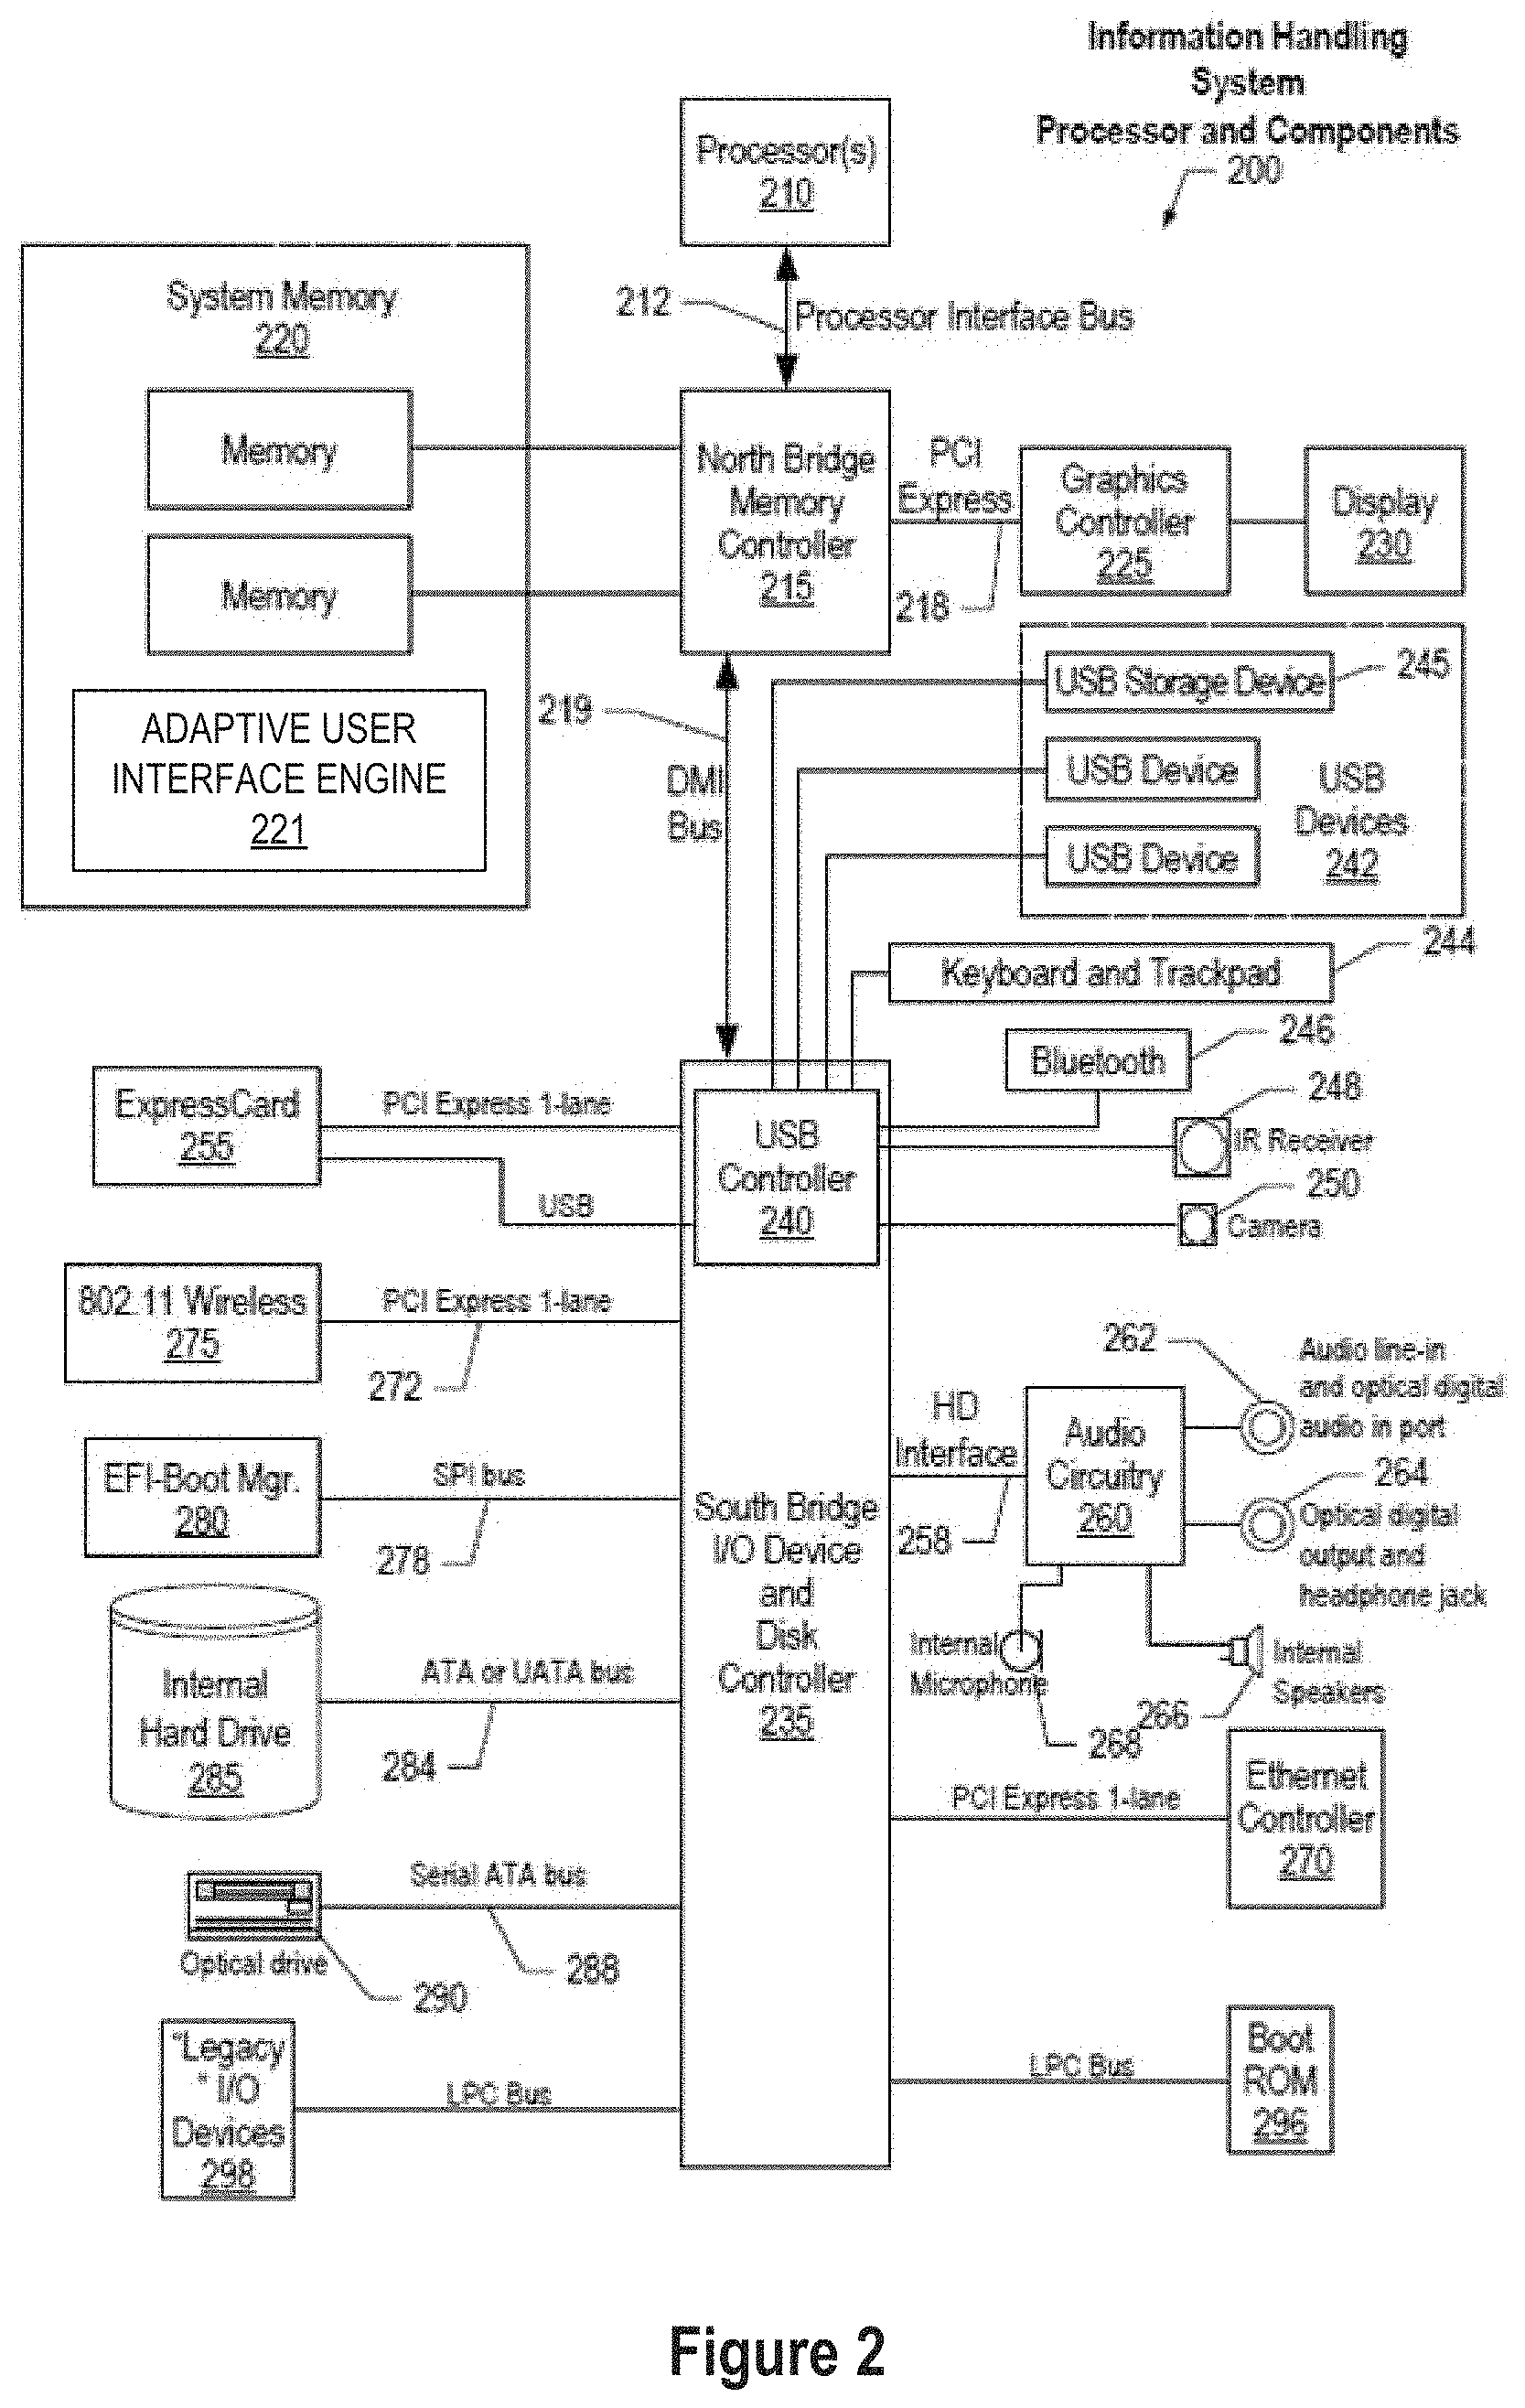 Information Handling
System
Processor and Components
200
Processor(s)
210
212
Processor Interface Bus
System Memory
220
Memory
Memory
ADAPTIVE USER
INTERFACE ENGINE
221
North Bridge
Memory
Controller
215
PCI
Express
218
Graphics
Controller
225
Display
230
219
DMI
Bus
USB Storage Device
245
USB Device
USB Device
USB
Devices
242
Keyboard and Trackpad
244
Bluetooth
246
248
IR Receiver
250
Camera
ExpressCard
255
PCI Express 1-lane
USB
USB
Controller
240
802.11 Wireless
275
PCI Express 1-lane
272
EFI-Boot Mgr.
280
SPI bus
278
Internal
Hard Drive
285
ATA or UATA bus
284
Serial ATA bus
288
Optical drive
290
"Legacy
" I/O
Devices
298
LPC Bus
South Bridge
I/O Device
and
Disk
Controller
235
HD
Interface
258
Audio
Circuitry
260
262
Audio line-in
and optical digital
audio in port
264
Optical digital
output and
headphone jack
Internal
Microphone
268
Internal
Speakers
266
PCI Express 1-lane
Ethernet
Controller
270
LPC Bus
Boot
ROM
296
Figure 2